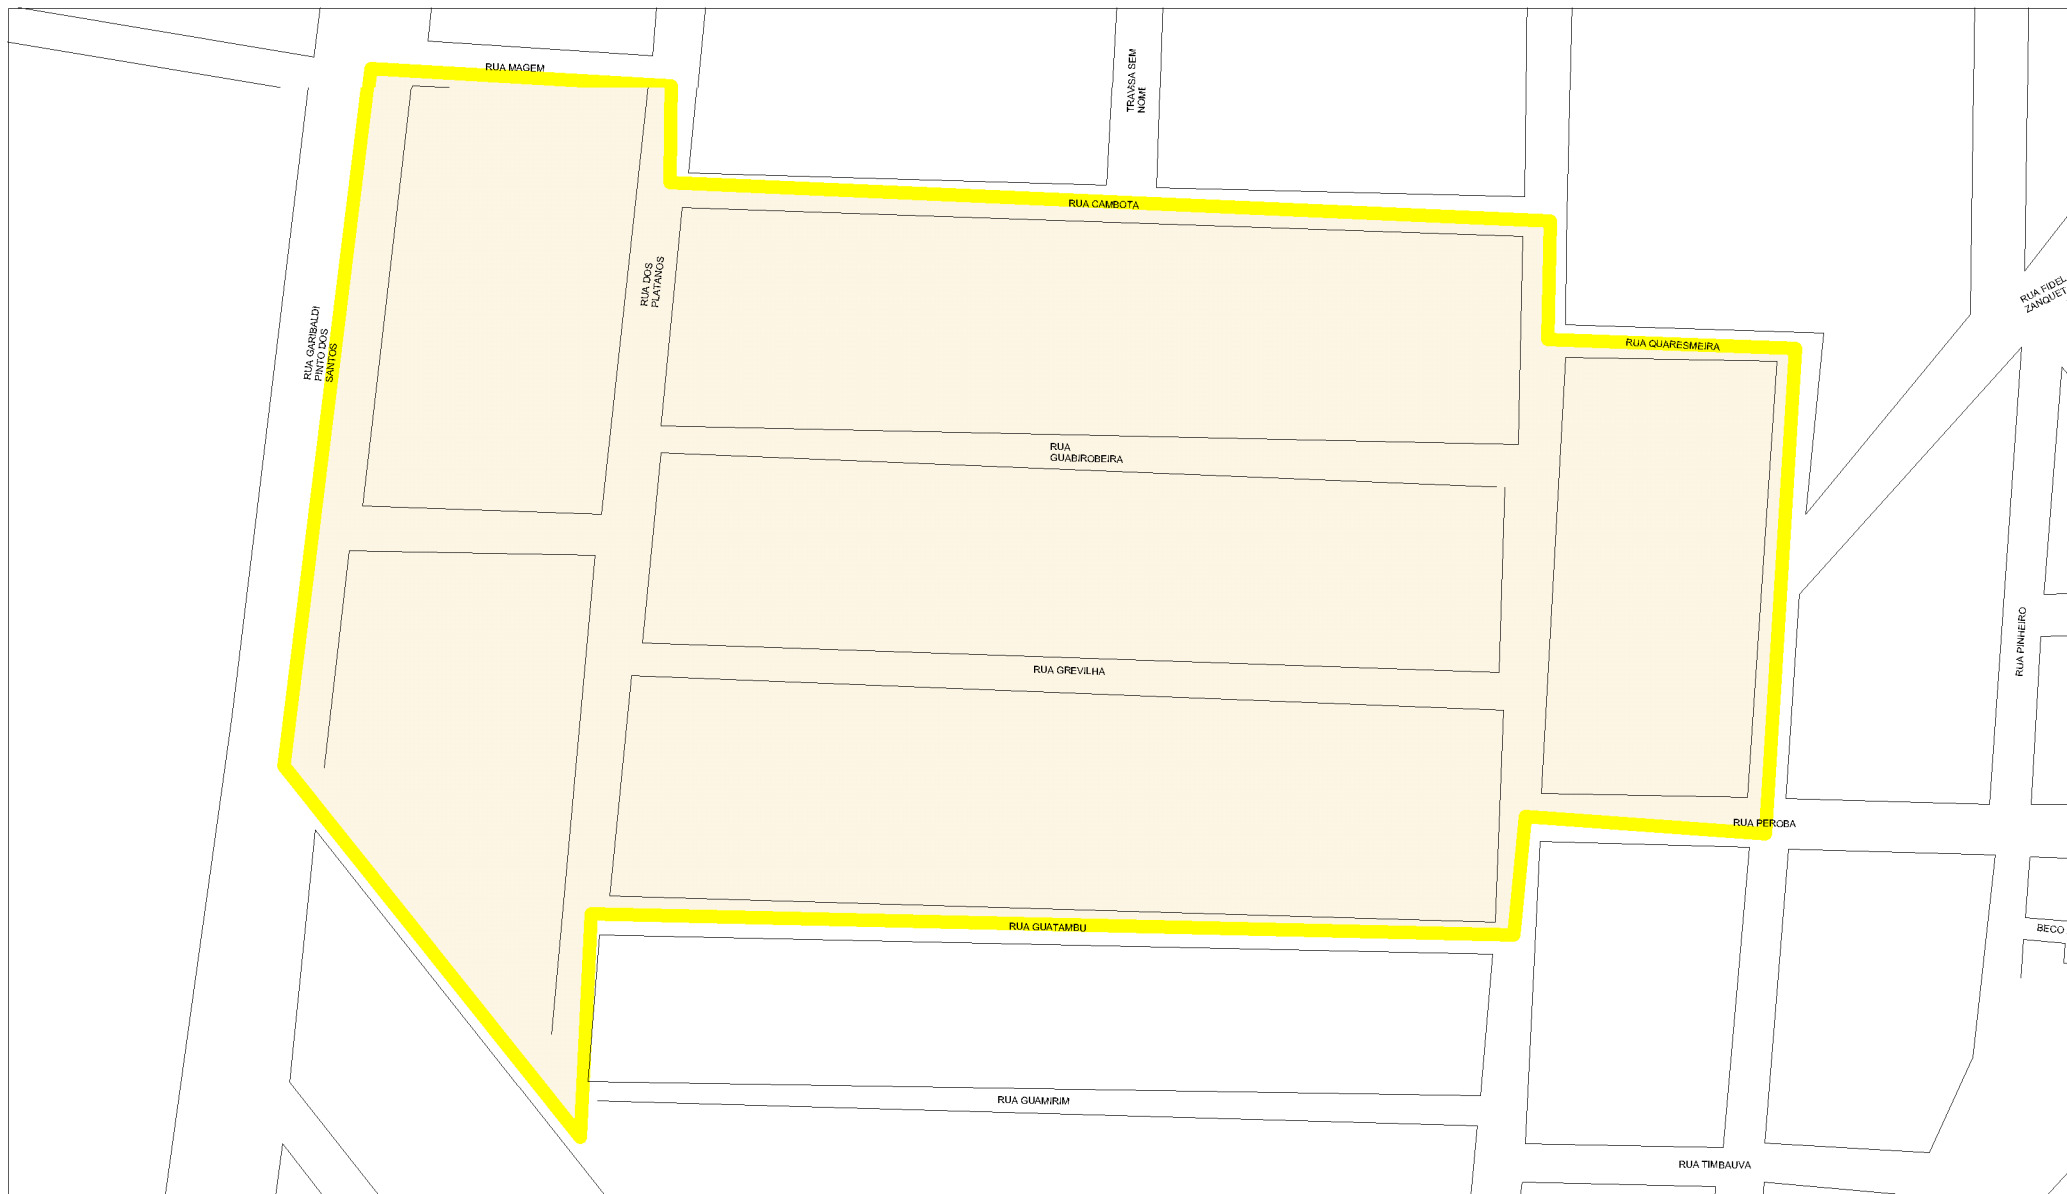 RUA MAGEM
TRAVSSA SEM
NOME
RUA CAMBOTA
RUA DOS
PLATANOS
RUA FIDEL
ZANQUET
RUA GARIBALDI
PINTO DOS
SANTOS
RUA QUARESMEIRA
RUA
GUABIROBEIRA
RUA PINHEIRO
RUA GREVILHA
RUA PEROBA
RUA GUATAMBU
BECO
RUA GUAMIRIM
RUA TIMBAUVA